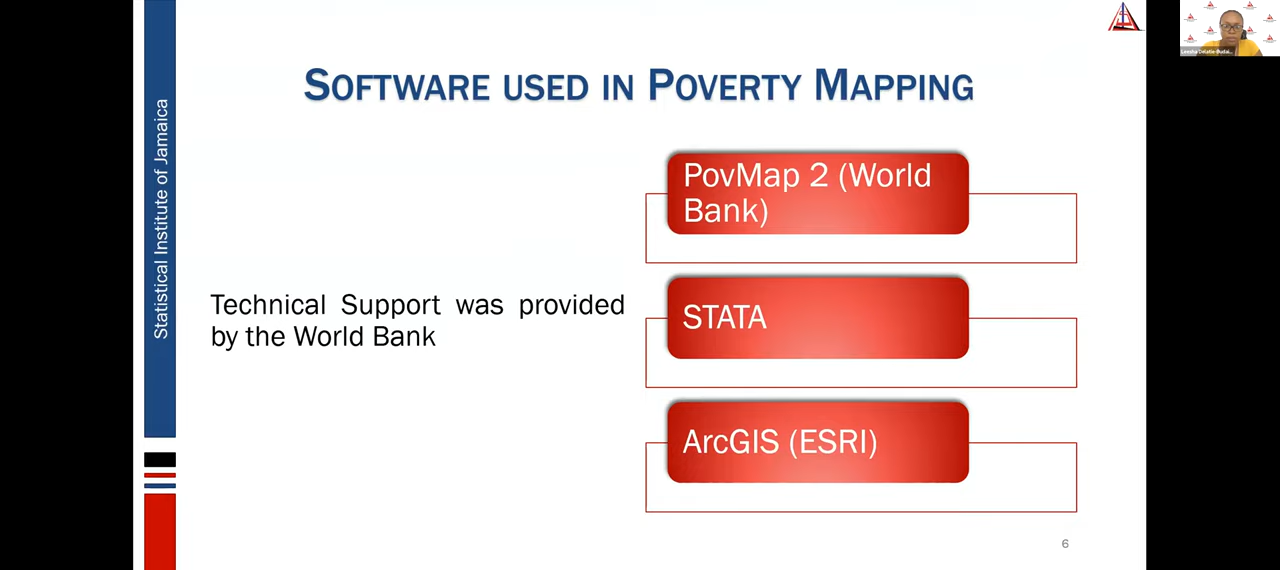 SOFTWARE USED IN POVERTY MAPPING
Statistical Institute of Jamaica
Technical Support was provided
by the World Bank
PovMap 2 (World
Bank)
STATA
ArcGIS (ESRI)
6